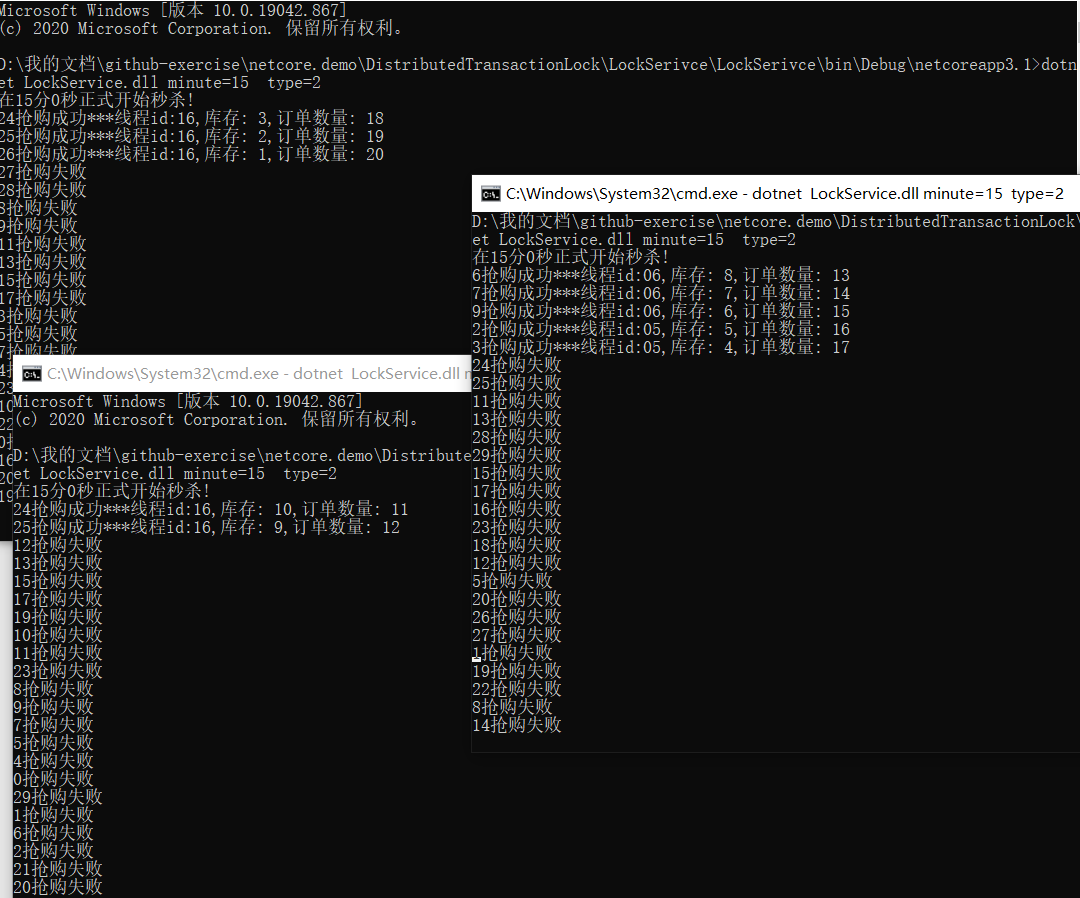 Microsoft Windows [版本 10.0.19042.867]
(c) 2020 Microsoft Corporation. 保留所有权利。
D:\我的文档\github-exercise\netcore.demo\DistributedTransactionLock\LockSerivce\LockSerivce\bin\Debug\netcoreapp3.1>dotn
et LockService.dll minute=15  type=2
在15分0秒正式开始秒杀!
24抢购成功***线程id:16,库存: 3,订单数量: 18
25抢购成功***线程id:16,库存: 2,订单数量: 19
26抢购成功***线程id:16,库存: 1,订单数量: 20
27抢购失败
28抢购失败
8抢购失败
9抢购失败
11抢购失败
13抢购失败
15抢购失败
17抢购失败
3抢购失败
5抢购失败
7抢购失败
23
10
22
16
20
19
C:\Windows\System32\cmd.exe - dotnet  LockService.dll
Microsoft Windows [版本 10.0.19042.867]
(c) 2020 Microsoft Corporation. 保留所有权利。
D:\我的文档\github-exercise\netcore.demo\Distribute
et LockService.dll minute=15  type=2
在15分0秒正式开始秒杀!
24抢购成功***线程id:16,库存: 10,订单数量: 11
25抢购成功***线程id:16,库存: 9,订单数量: 12
12抢购失败
13抢购失败
15抢购失败
17抢购失败
19抢购失败
10抢购失败
11抢购失败
23抢购失败
8抢购失败
9抢购失败
7抢购失败
5抢购失败
4抢购失败
0抢购失败
29抢购失败
1抢购失败
6抢购失败
2抢购失败
21抢购失败
20抢购失败
C:\Windows\System32\cmd.exe - dotnet  LockService.dll minute=15  type=2
D:\我的文档\github-exercise\netcore.demo\DistributedTransactionLock\
et LockService.dll minute=15  type=2
在15分0秒正式开始秒杀!
6抢购成功***线程id:06,库存: 8,订单数量: 13
7抢购成功***线程id:06,库存: 7,订单数量: 14
9抢购成功***线程id:06,库存: 6,订单数量: 15
2抢购成功***线程id:05,库存: 5,订单数量: 16
3抢购成功***线程id:05,库存: 4,订单数量: 17
24抢购失败
25抢购失败
11抢购失败
13抢购失败
28抢购失败
29抢购失败
15抢购失败
17抢购失败
16抢购失败
23抢购失败
18抢购失败
12抢购失败
5抢购失败
20抢购失败
26抢购失败
27抢购失败
1抢购失败
19抢购失败
22抢购失败
8抢购失败
14抢购失败